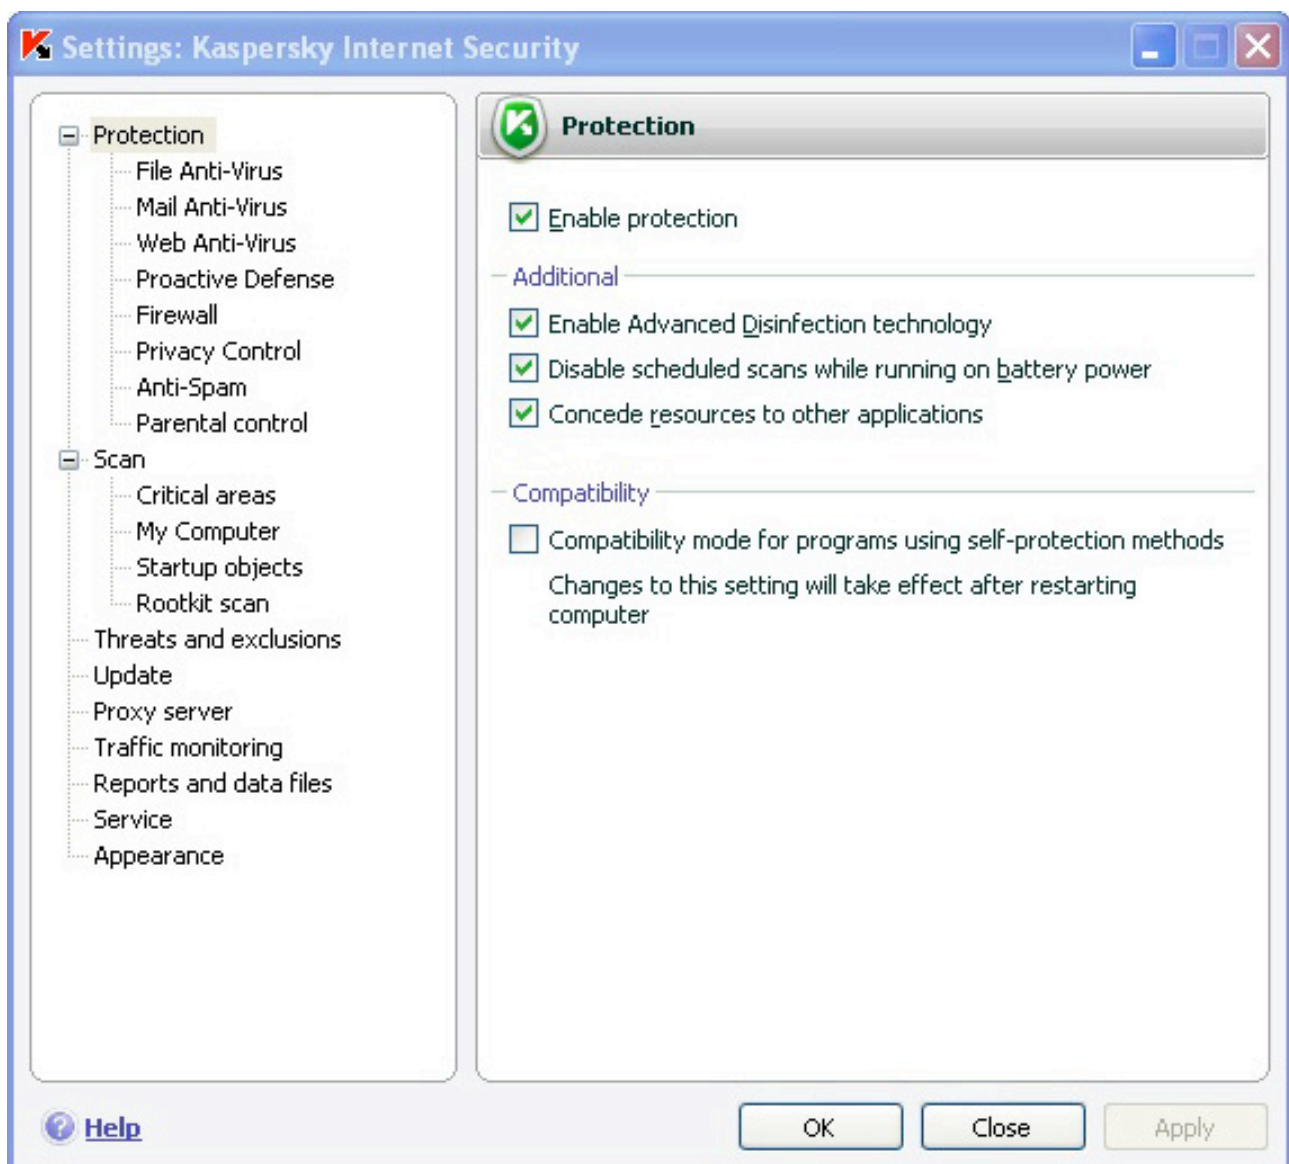 Settings: Kaspersky Internet Security
Protection
File Anti-Virus
Mail Anti-Virus
Web Anti-Virus
Proactive Defense
Firewall
Privacy Control
Anti-Spam
Parental control
Scan
Critical areas
My Computer
Startup objects
Rootkit scan
Threats and exclusions
Update
Proxy server
Traffic monitoring
Reports and data files
Service
Appearance
Protection
Enable protection
Additional
Enable Advanced Disinfection technology
Disable scheduled scans while running on battery power
Concede resources to other applications
Compatibility
Compatibility mode for programs using self-protection methods
Changes to this setting will take effect after restarting
computer
Help
OK
Close
Apply